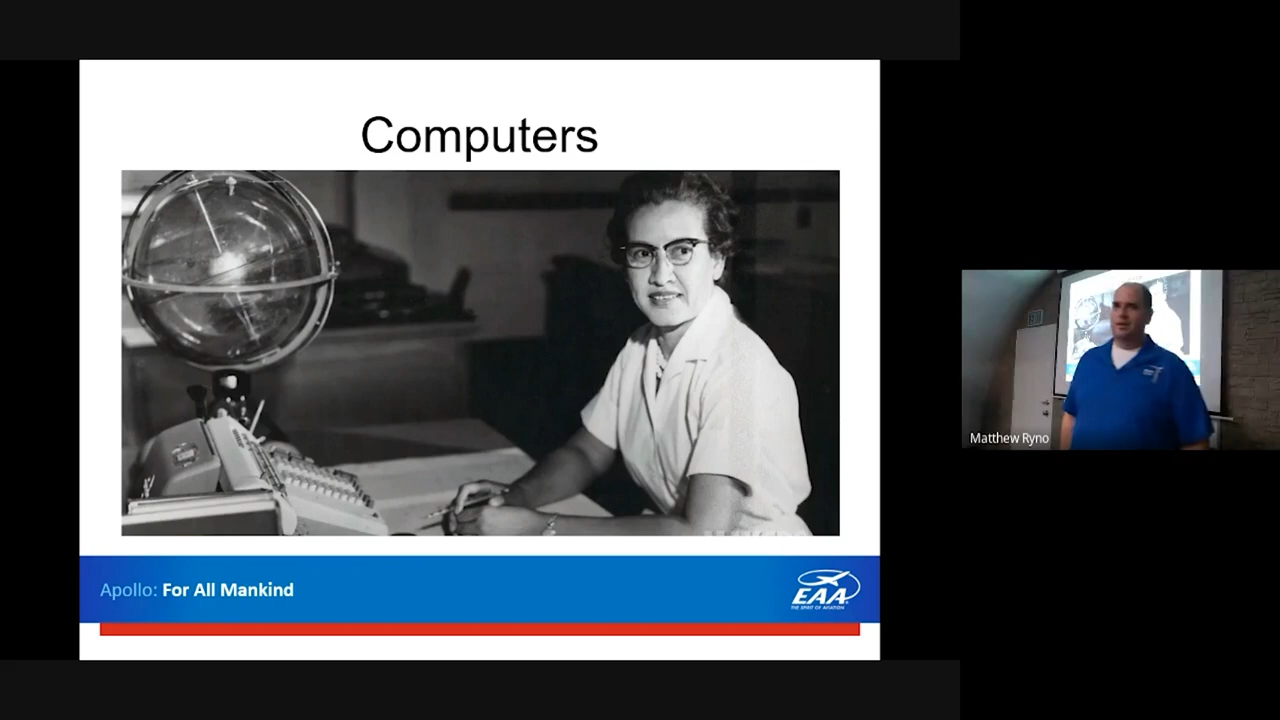 Computers
Apollo: For All Mankind
EAA
THE SPIRIT OF AVIATION
Matthew Ryno